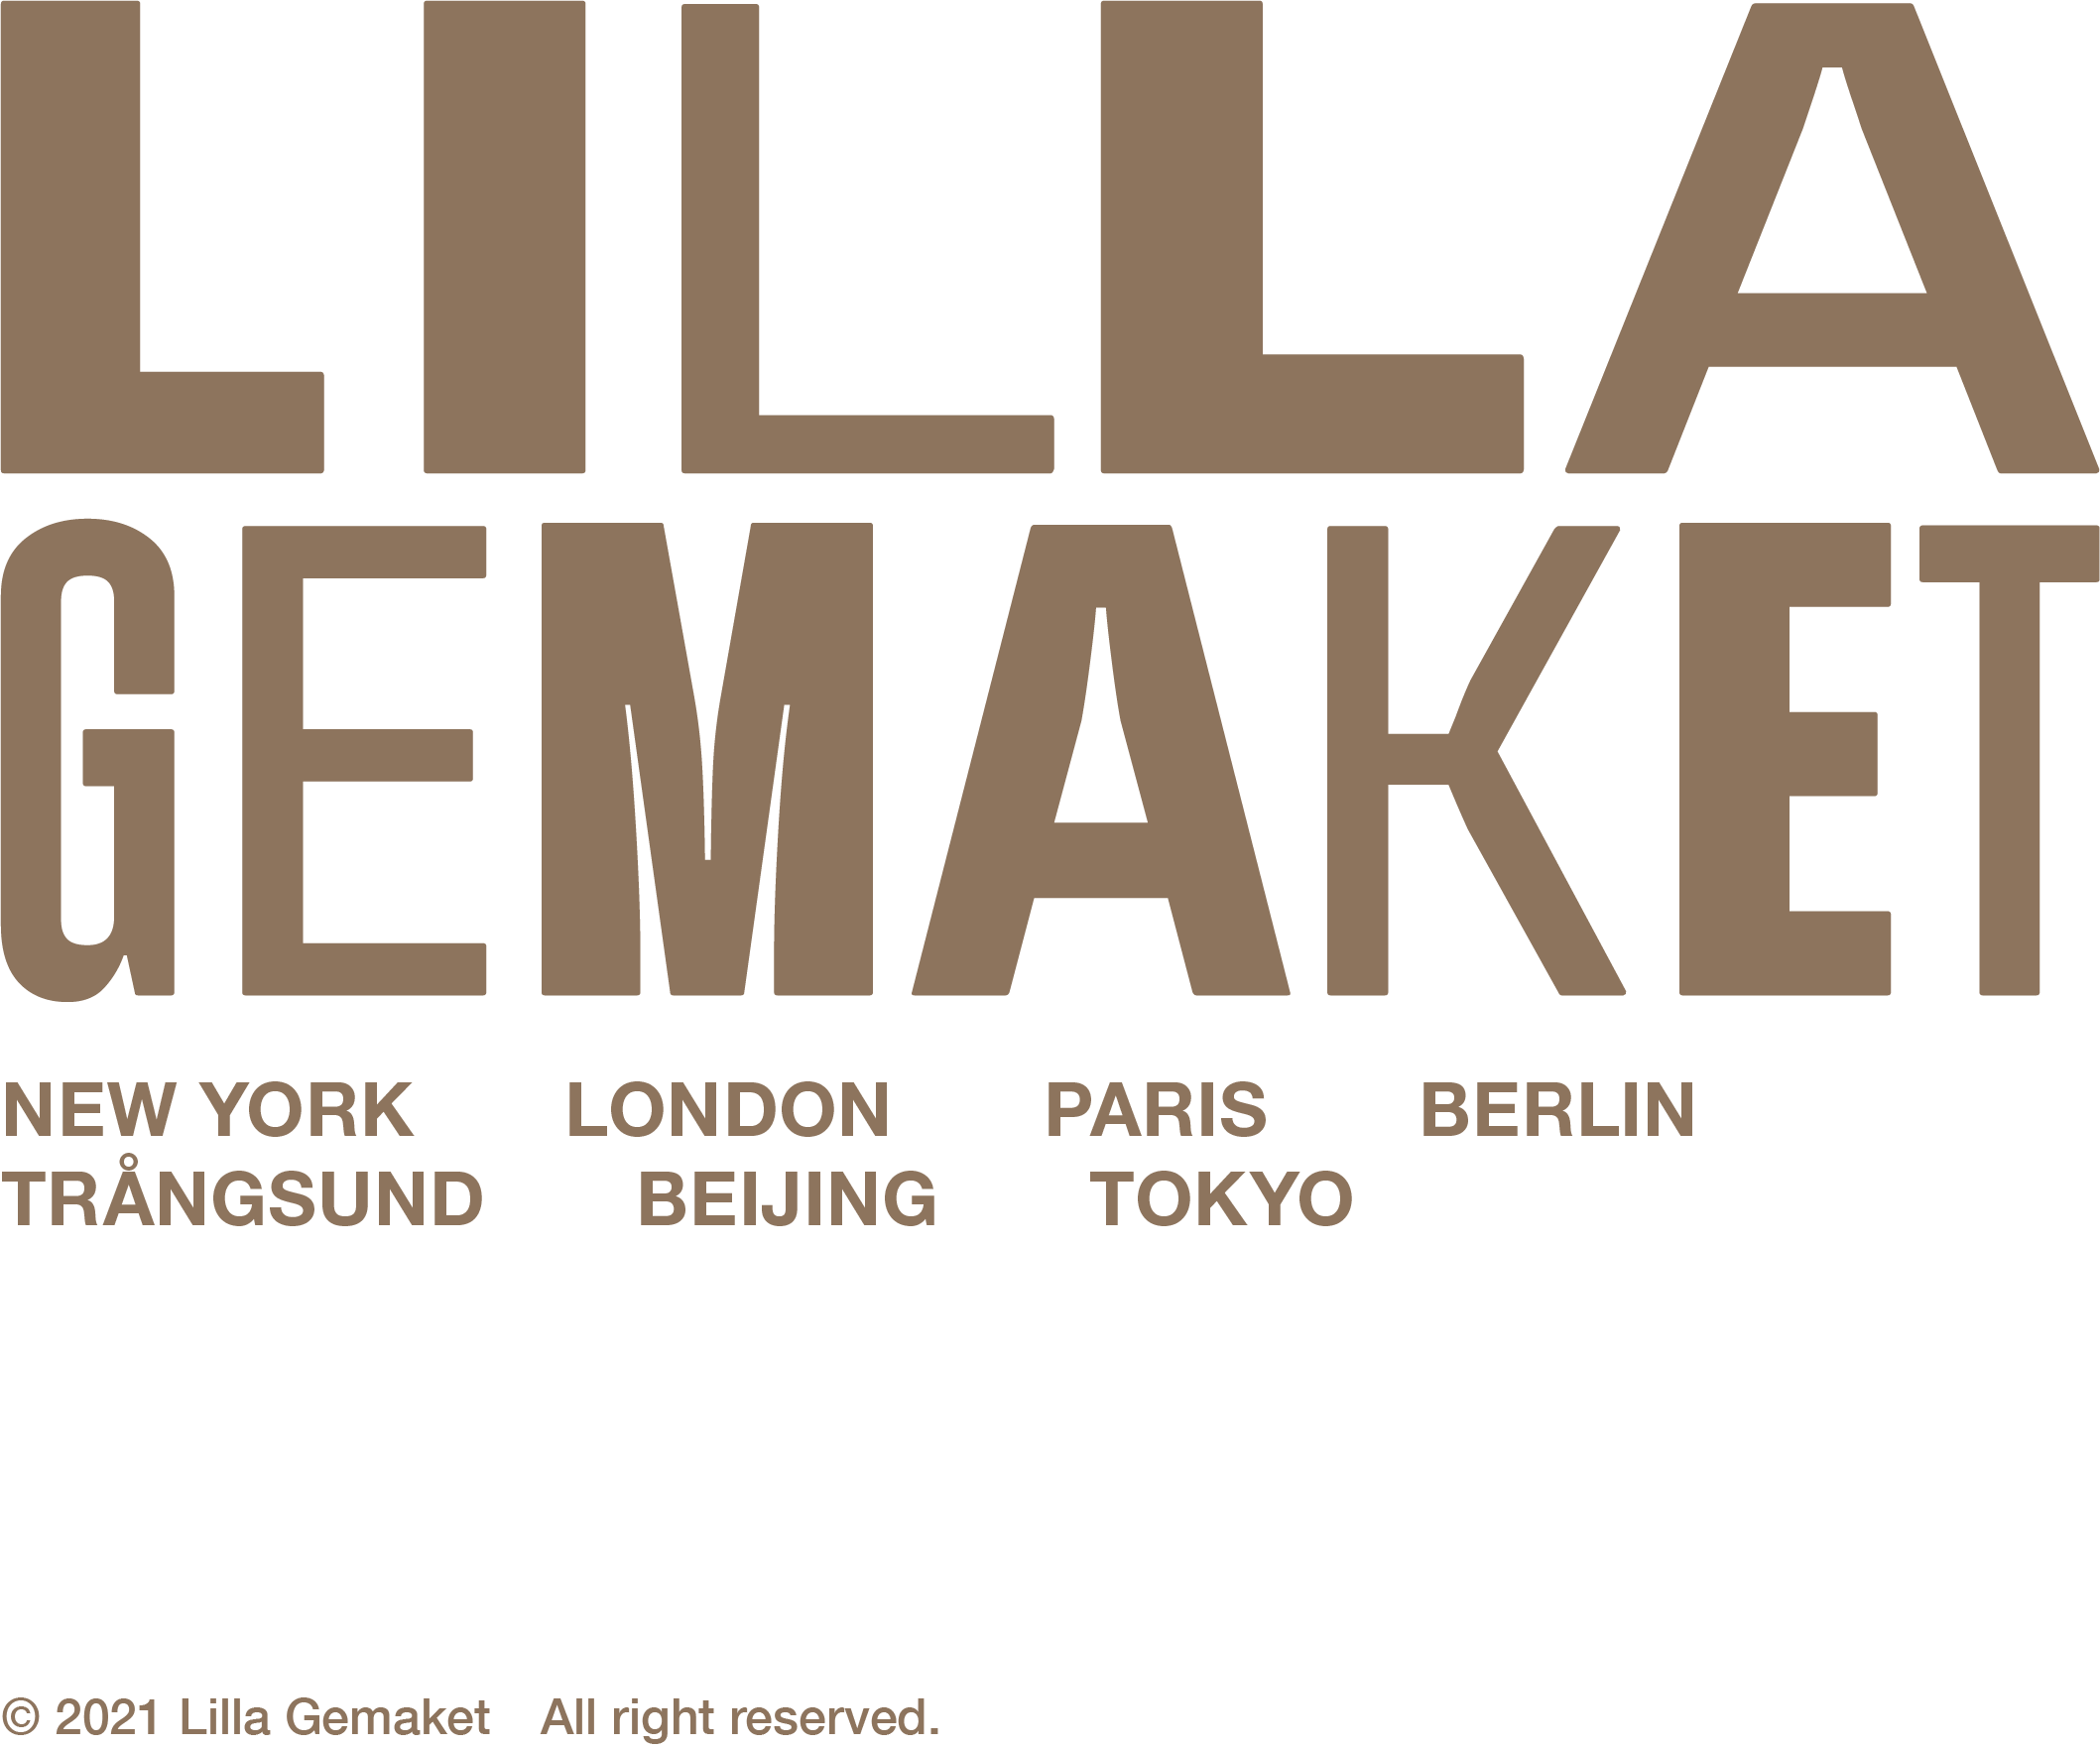 LILLA
GEMAKET
NEW YORK LONDON PARIS BERLIN
TRÅNGSUND BEIJING TOKYO
© 2021 Lilla Gemaket All right reserved.